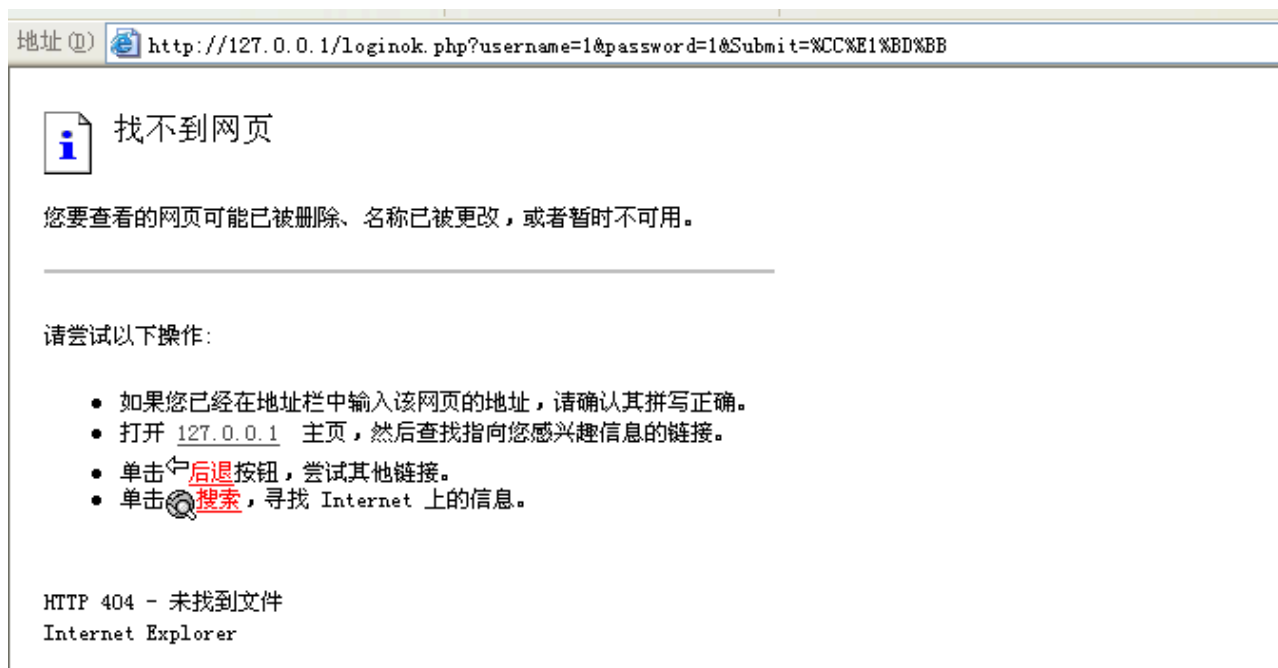 地址(D) http://127.0.0.1/loginok.php?username=1&password=1&Submit=%CC%E1%BD%BB
找不到网页
您要查看的网页可能已被删除、名称已被更改，或者暂时不可用。
请尝试以下操作:
● 如果您已经在地址栏中输入该网页的地址，请确认其拼写正确。
● 打开 127.0.0.1 主页，然后查找指向您感兴趣信息的链接。
● 单击后退按钮，尝试其他链接。
● 单击搜索，寻找 Internet 上的信息。
HTTP 404 - 未找到文件
Internet Explorer